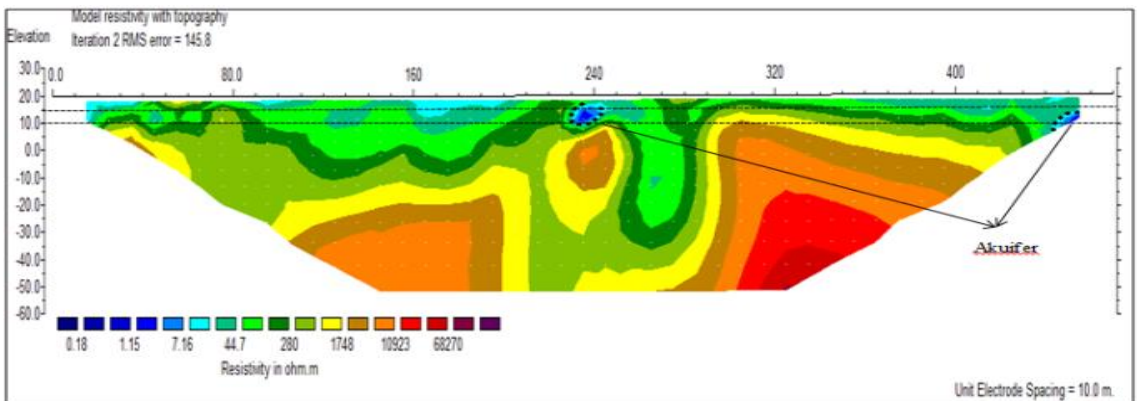 Model resistivity with topography
Elevation
Iteration 2 RMS error = 145.8
0.0 80.0 160 240 320 400
30.0
20.0
10.0
0.0
-10.0
-20.0
-30.0
-40.0
-50.0
-60.0
Akuifer
0.18 1.15 7.16 44.7 280 1748 10923 68270
Resistivity in ohm.m
Unit Electrode Spacing = 10.0 m.